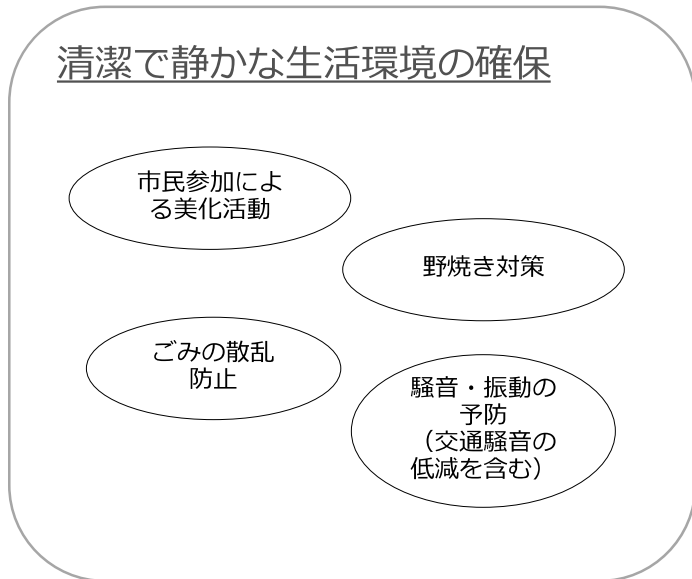 清潔で静かな生活環境の確保
市民参加によ
る美化活動
野焼き対策
ごみの散乱
防止
騒音・振動の
予防
（交通騒音の
低減を含む）